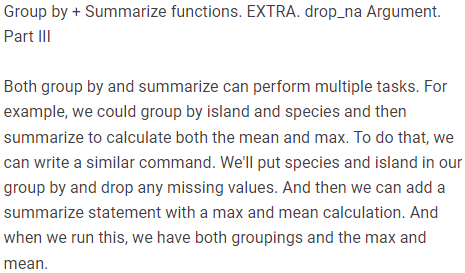 Group by + Summarize functions. EXTRA. drop_na Argument.
Part III
Both group by and summarize can perform multiple tasks. For
example, we could group by island and species and then
summarize to calculate both the mean and max. To do that, we
can write a similar command. We'll put species and island in our
group by and drop any missing values. And then we can add a
summarize statement with a max and mean calculation. And
when we run this, we have both groupings and the max and
mean.